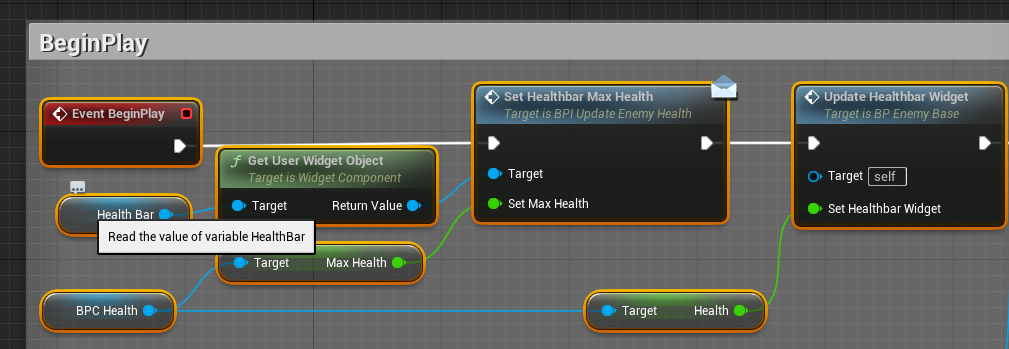 BeginPlay
Event BeginPlay
Set Healthbar Max Health
Target is BPI Update Enemy Health
Target
Set Max Health
Update Healthbar Widget
Target is BP Enemy Base
Target self
Set Healthbar Widget
f Get User Widget Object
Target is Widget Component
Target Return Value
Health Bar
Read the value of variable HealthBar
Target Max Health
BPC Health
Target Health